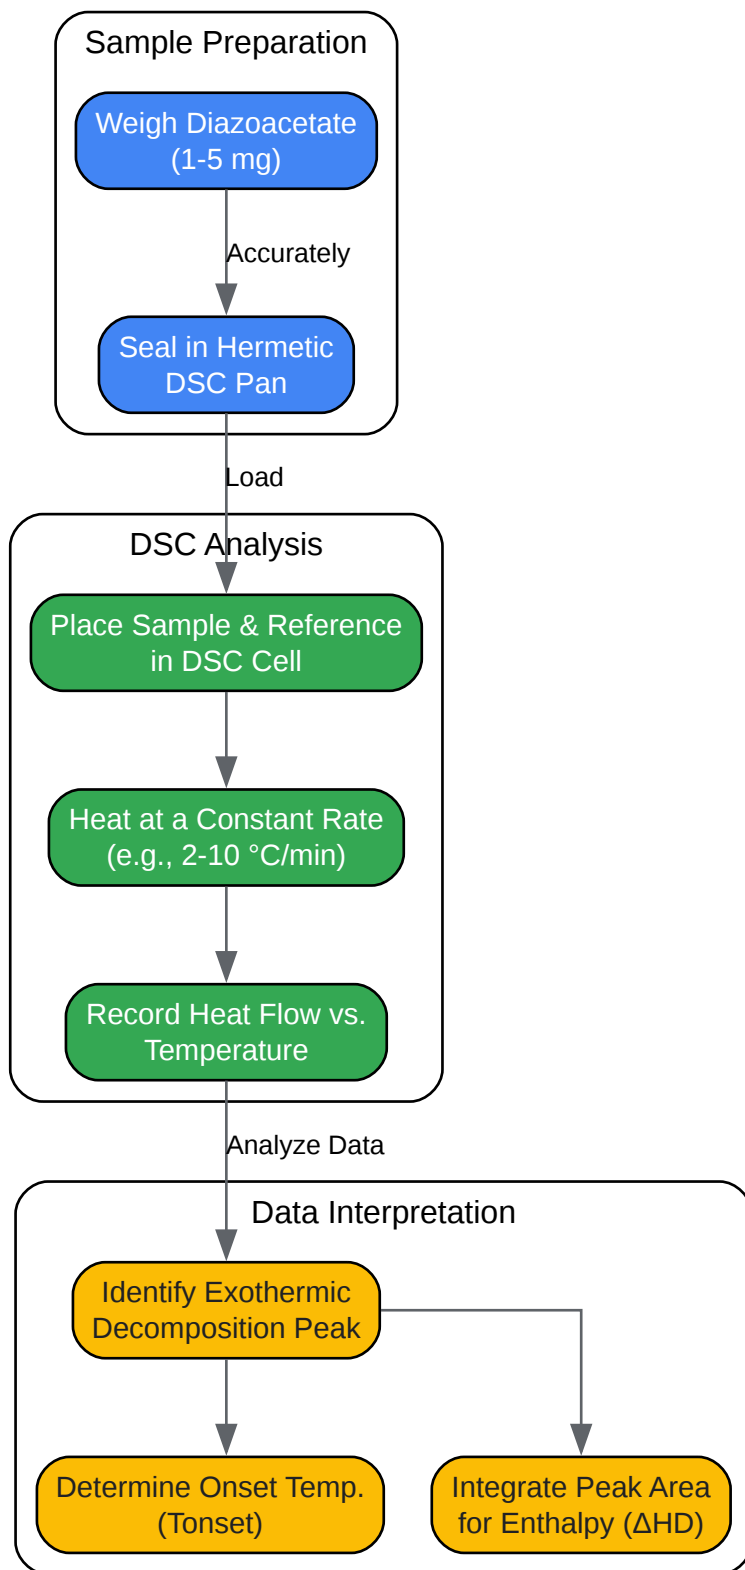 Sample Preparation
Weigh Diazoacetate
(1-5 mg)
Accurately
Seal in Hermetic
DSC Pan
Load
DSC Analysis
Place Sample & Reference
in DSC Cell
Heat at a Constant Rate
(e.g., 2-10 °C/min)
Record Heat Flow vs.
Temperature
Analyze Data
Data Interpretation
Identify Exothermic
Decomposition Peak
Determine Onset Temp.
(Tonset)
Integrate Peak Area
for Enthalpy (ΔHD)